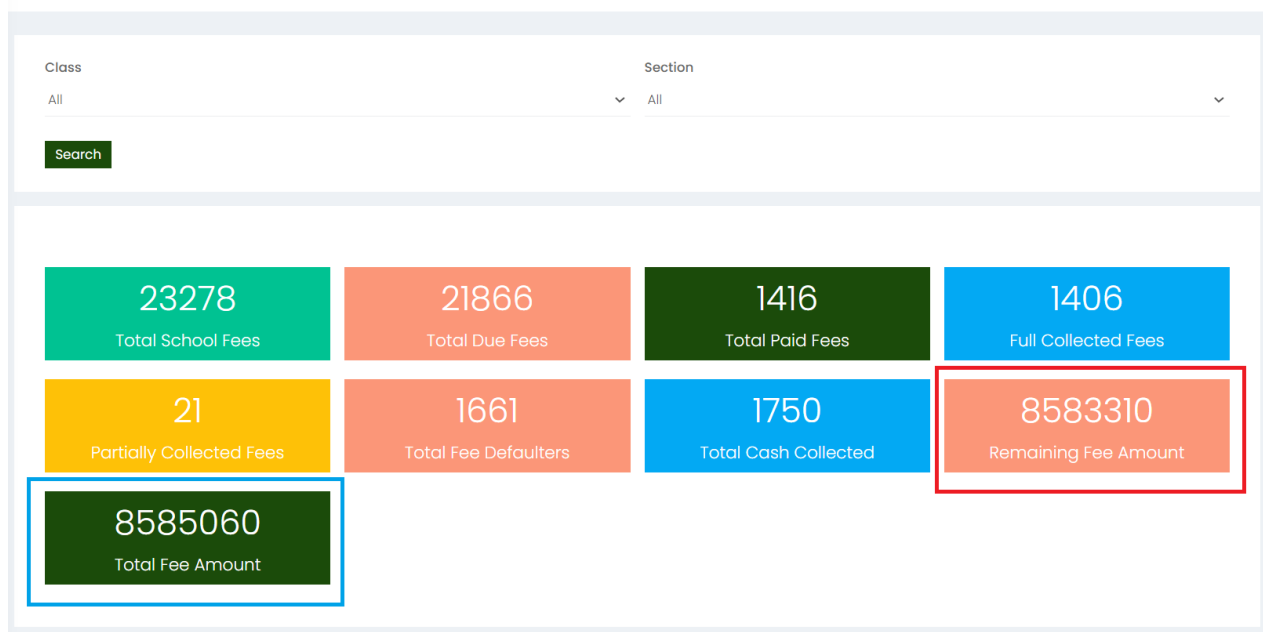 Class
Section
All
All
Search
23278
Total School Fees
21866
Total Due Fees
1416
Total Paid Fees
1406
Full Collected Fees
21
Partially Collected Fees
1661
Total Fee Defaulters
1750
Total Cash Collected
8583310
Remaining Fee Amount
8585060
Total Fee Amount